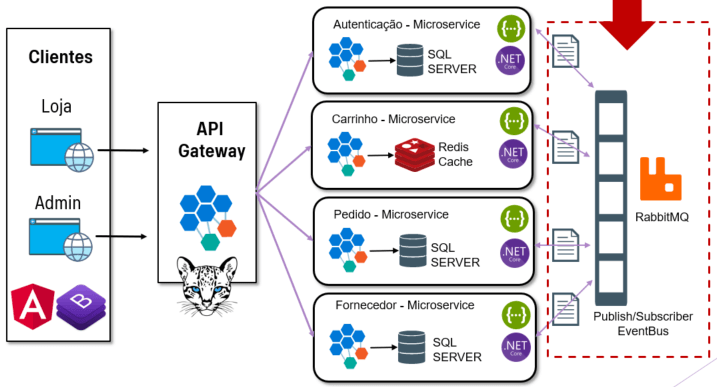 Clientes
Loja
Admin
A
B
API
Gateway
Autenticação - Microservice
SQL
SERVER
{···}
.NET
Core
Carrinho - Microservice
Redis
Cache
{···}
.NET
Core
Pedido - Microservice
SQL
SERVER
{···}
.NET
Core
Fornecedor - Microservice
SQL
SERVER
{···}
.NET
Core
RabbitMQ
Publish/Subscriber
EventBus